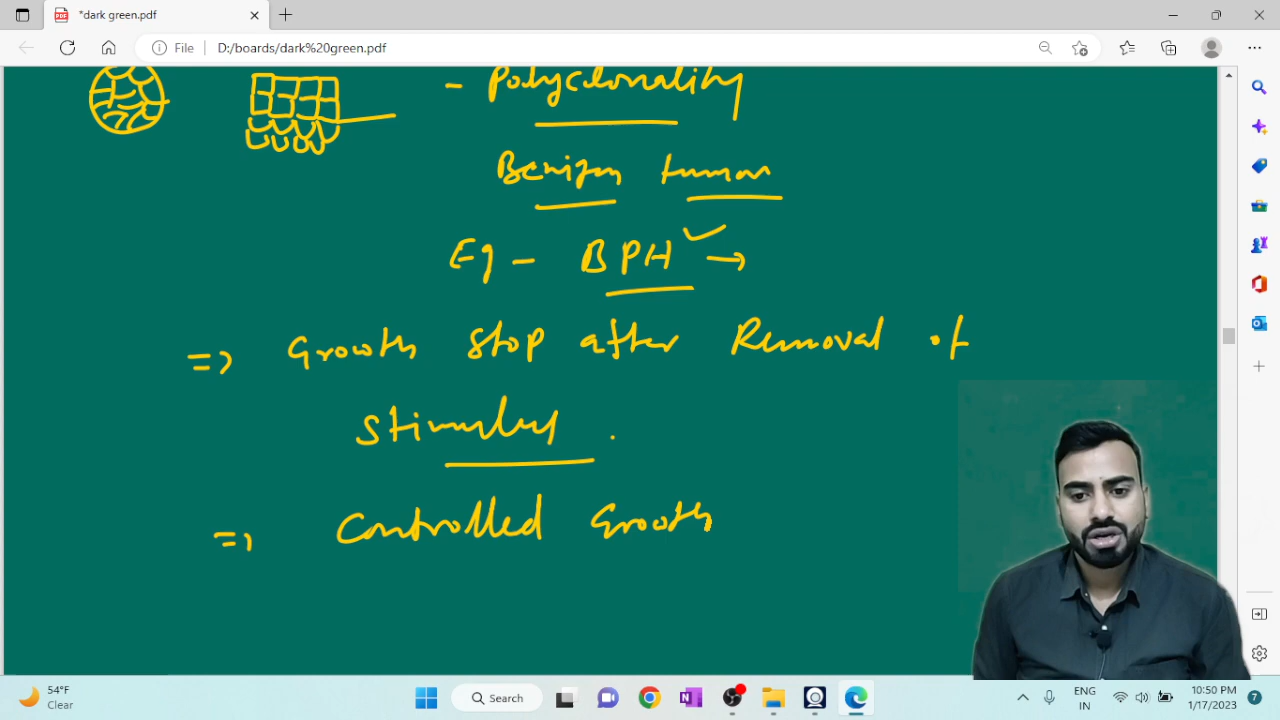 *dark green.pdf
File D:/boards/dark%20green.pdf
- Polyclonality
Benign tumor
Eg - BPH ✓ →
=> Growth stop after Removal of
stimulus .
=> Controlled Growth
54°F
Clear
Search
ENG
IN
10:50 PM
1/17/2023
7